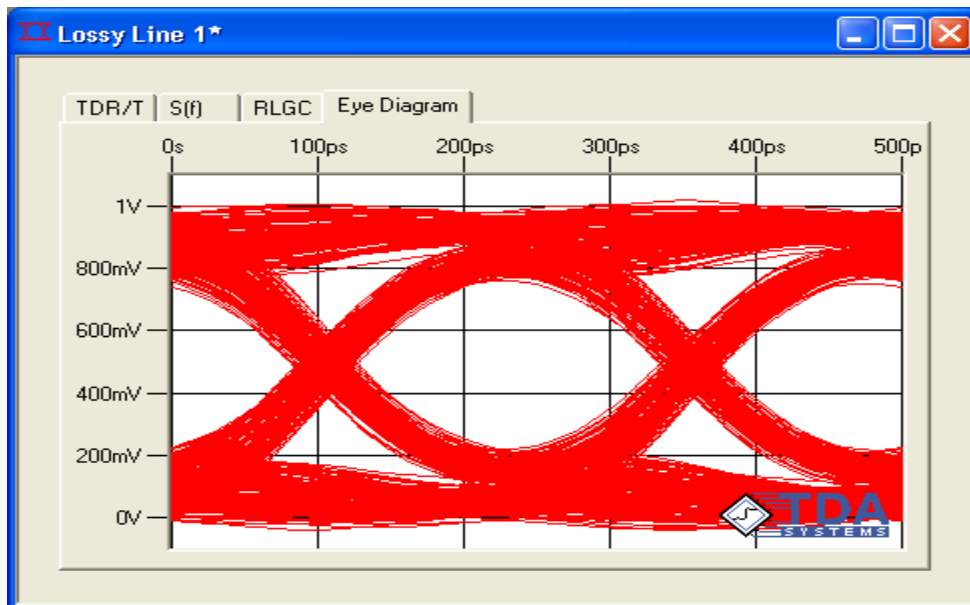 Lossy Line 1*
TDR/T S(f) RLGC Eye Diagram
0s 100ps 200ps 300ps 400ps 500p
1V
800mV
600mV
400mV
200mV
0V
TDA
SYSTEMS